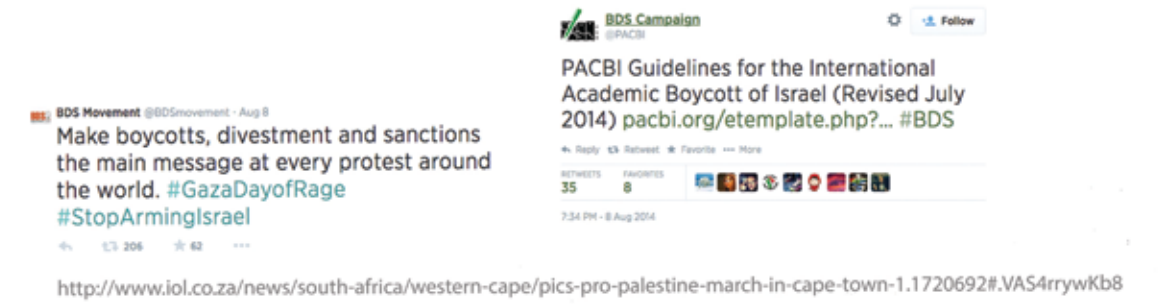 BDS Movement @BDSmovement · Aug 8
Make boycotts, divestment and sanctions
the main message at every protest around
the world. #GazaDayofRage
#StopArmingIsrael
206 62
BDS Campaign
@PACBI
Follow
PACBI Guidelines for the International
Academic Boycott of Israel (Revised July
2014) pacbi.org/etemplate.php?... #BDS
Reply Retweet Favorite More
RETWEETS FAVORITES
35 8
7:34 PM - 8 Aug 2014
http://www.iol.co.za/news/south-africa/western-cape/pics-pro-palestine-march-in-cape-town-1.1720692#.VAS4rrywKb8